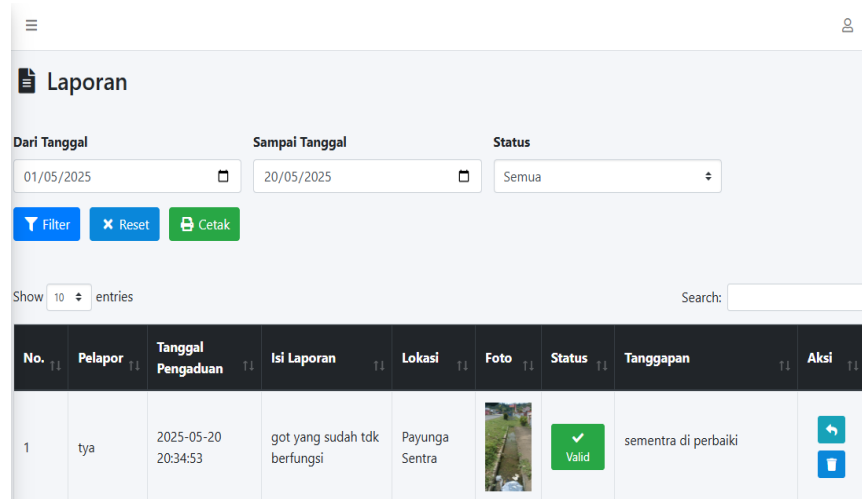 Laporan
Dari Tanggal Sampai Tanggal Status
01/05/2025 20/05/2025 Semua
Filter Reset Cetak
Show 10 entries Search:
No. Pelapor Tanggal Pengaduan Isi Laporan Lokasi Foto Status Tanggapan Aksi
1 tya 2025-05-20 20:34:53 got yang sudah tdk berfungsi Payunga Sentra Valid sementra di perbaiki